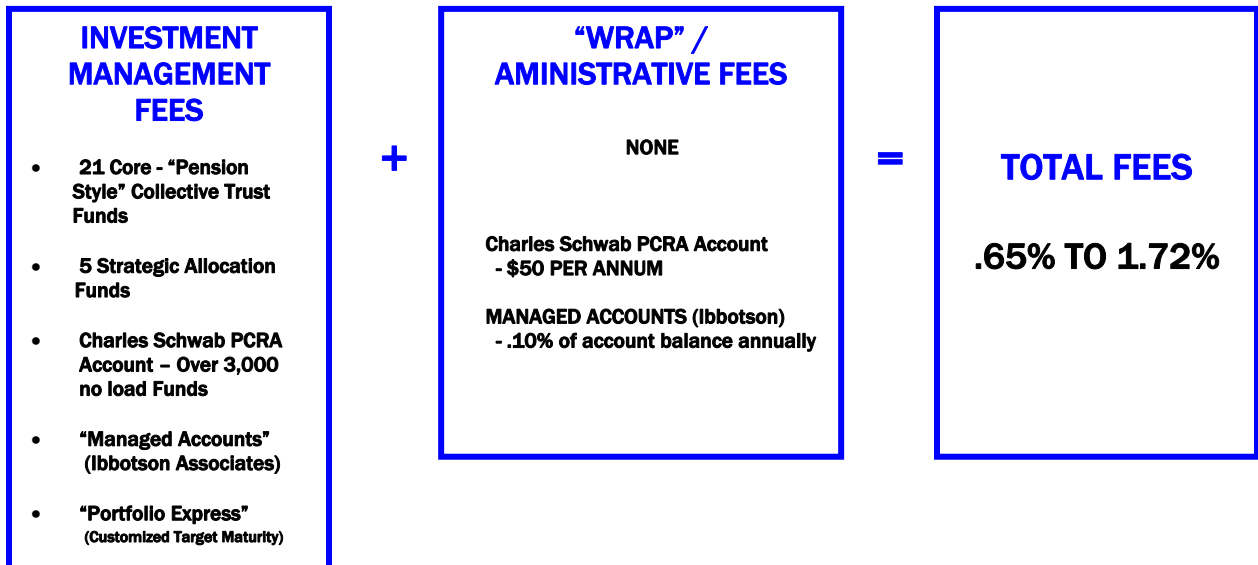 INVESTMENT
MANAGEMENT
FEES
• 21 Core - “Pension
Style” Collective Trust
Funds
• 5 Strategic Allocation
Funds
• Charles Schwab PCRA
Account – Over 3,000
no load Funds
• “Managed Accounts”
(Ibbotson Associates)
• “Portfolio Express”
(Customized Target Maturity)
+
“WRAP” /
AMINISTRATIVE FEES
NONE
Charles Schwab PCRA Account
- $50 PER ANNUM
MANAGED ACCOUNTS (Ibbotson)
- .10% of account balance annually
=
TOTAL FEES
.65% TO 1.72%